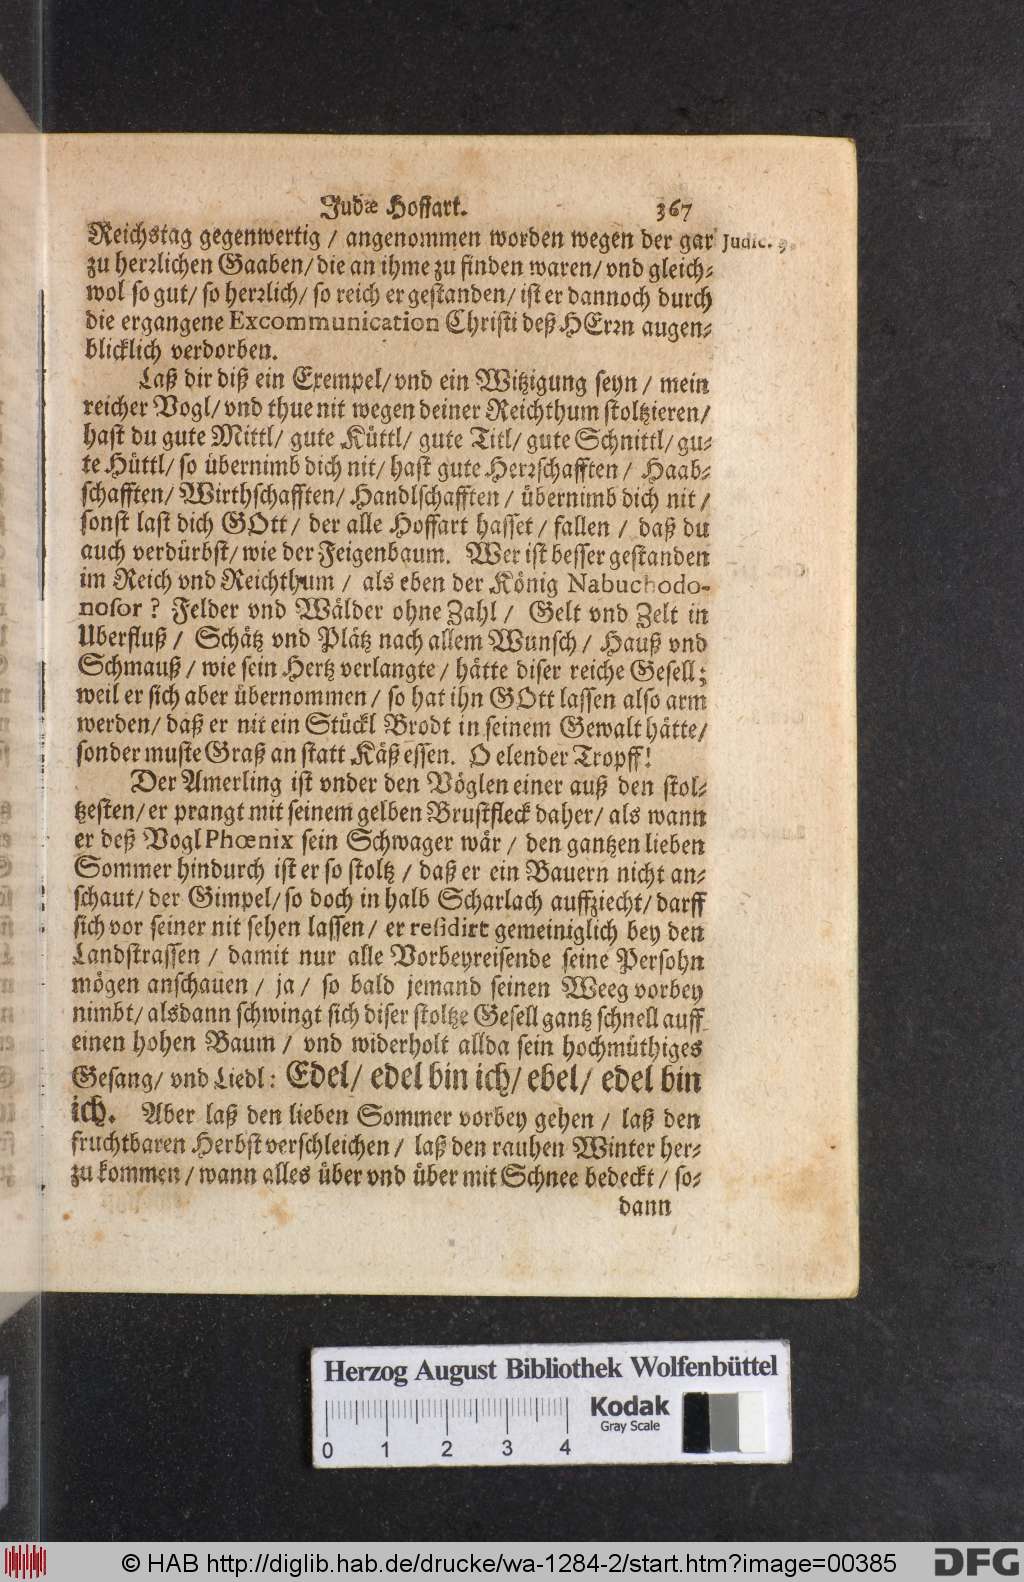 Judæ Hoffart. 367
Reichstag gegenwertig / angenommen worden wegen der gar Judic. 9.
zu herꝛlichen Gaaben / die an ihme zu finden waren / vnd gleich-
wol so gut / so herꝛlich / so reich er gestanden / ist er dannoch durch
die ergangene Excommunication Christi deß HErꝛn augen-
blicklich verdorben.
Laß dir diß ein Exempel / vnd ein Witzigung seyn / mein
reicher Vogl / vnd thue nit wegen deiner Reichthum stoltzieren /
hast du gute Mittl / gute Küttl / gute Titl / gute Schnittl / gu-
te Hüttl / so übernimb dich nit / hast gute Herꝛschafften / Haab-
schafften / Wirthschafften / Handlschafften / übernimb dich nit /
sonst last dich GOtt / der alle Hoffart hasset / fallen / daß du
auch verdürbst / wie der Feigenbaum. Wer ist besser gestanden
im Reich vnd Reichthum / als eben der König Nabuchodo-
nosor ? Felder vnd Wälder ohne Zahl / Gelt vnd Zelt in
Uberfluß / Schätz vnd Plätz nach allem Wunsch / Hauß vnd
Schmauß / wie sein Hertz verlangte / hätte diser reiche Gesell;
weil er sich aber übernommen / so hat ihn GOtt lassen also arm
werden / daß er nit ein Stückl Brodt in seinem Gewalt hätte /
sonder muste Graß an statt Käß essen. O elender Tropff!
Der Amerling ist vnder den Vöglen einer auß den stol-
tzesten / er prangt mit seinem gelben Brustfleck daher / als wann
er deß Vogl Phœnix sein Schwager wär / den gantzen lieben
Sommer hindurch ist er so stoltz / daß er ein Bauern nicht an-
schaut / der Gimpel / so doch in halb Scharlach auffziecht / darff
sich vor seiner nit sehen lassen / er residirt gemeiniglich bey den
Landstrassen / damit nur alle Vorbeyreisende seine Persohn
mögen anschauen / ja / so bald jemand seinen Weeg vorbey
nimbt / alsdann schwingt sich diser stoltze Gesell gantz schnell auff
einen hohen Baum / vnd widerholt allda sein hochmüthiges
Gesang / vnd Liedl: Edel / edel bin ich / ebel / edel bin
ich. Aber laß den lieben Sommer vorbey gehen / laß den
fruchtbaren Herbst verschleichen / laß den rauhen Winter her-
zu kommen / wann alles über vnd über mit Schnee bedeckt / so-
dann
Herzog August Bibliothek Wolfenbüttel
Kodak
Gray Scale
0 1 2 3 4
© HAB http://diglib.hab.de/drucke/wa-1284-2/start.htm?image=00385 DFG